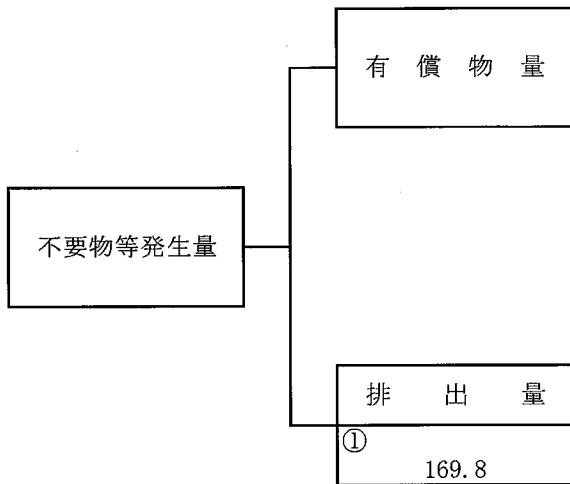 有償物量
不要物等発生量
排出量
①
169.8